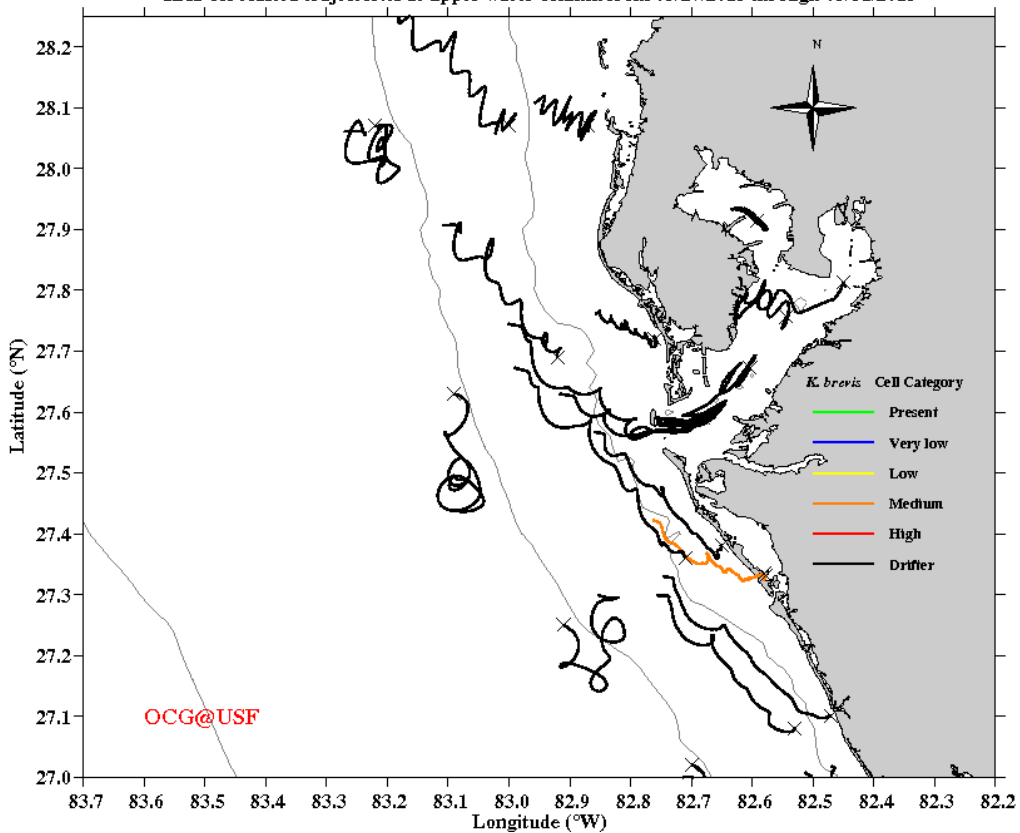 N
28.2
28.1
28.0
27.9
27.8
27.7
27.6
27.5
27.4
27.3
27.2
27.1
27.0
Latitude (°N)
K. brevis Cell Category
Present
Very low
Low
Medium
High
Drifter
OCG@USF
83.7 83.6 83.5 83.4 83.3 83.2 83.1 83.0 82.9 82.8 82.7 82.6 82.5 82.4 82.3 82.2
Longitude (°W)